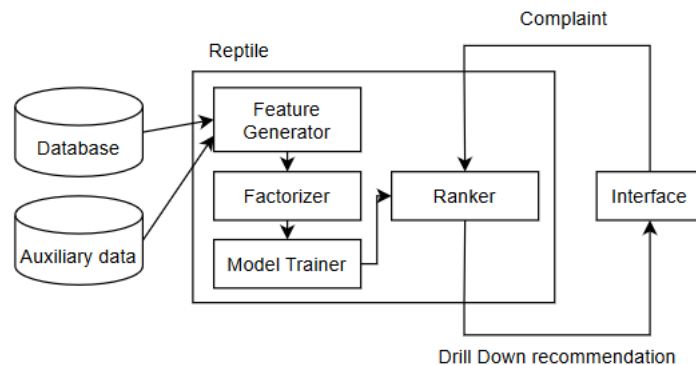 Complaint
Reptile
Feature
Generator
Database
Factorizer
Ranker
Interface
Auxiliary data
Model Trainer
Drill Down recommendation